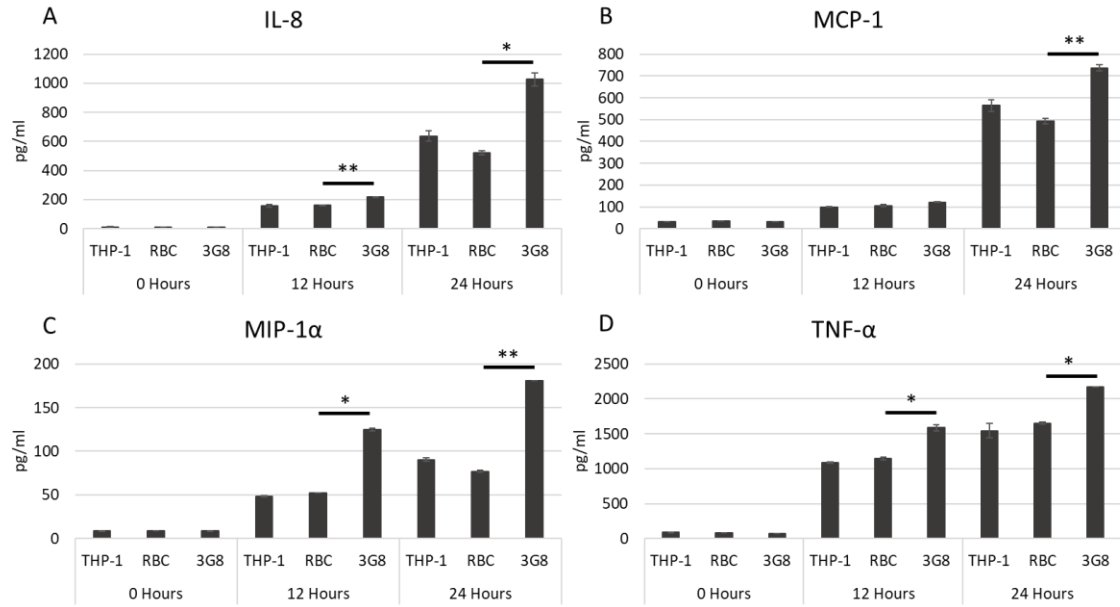 A
IL-8
pg/ml
1200
1000
800
600
400
200
0
**
*
THP-1 RBC 3G8 THP-1 RBC 3G8 THP-1 RBC 3G8
0 Hours 12 Hours 24 Hours
B
MCP-1
pg/ml
800
700
600
500
400
300
200
100
0
**
THP-1 RBC 3G8 THP-1 RBC 3G8 THP-1 RBC 3G8
0 Hours 12 Hours 24 Hours
C
MIP-1α
pg/ml
200
150
100
50
0
*
**
THP-1 RBC 3G8 THP-1 RBC 3G8 THP-1 RBC 3G8
0 Hours 12 Hours 24 Hours
D
TNF-α
pg/ml
2500
2000
1500
1000
500
0
*
*
THP-1 RBC 3G8 THP-1 RBC 3G8 THP-1 RBC 3G8
0 Hours 12 Hours 24 Hours